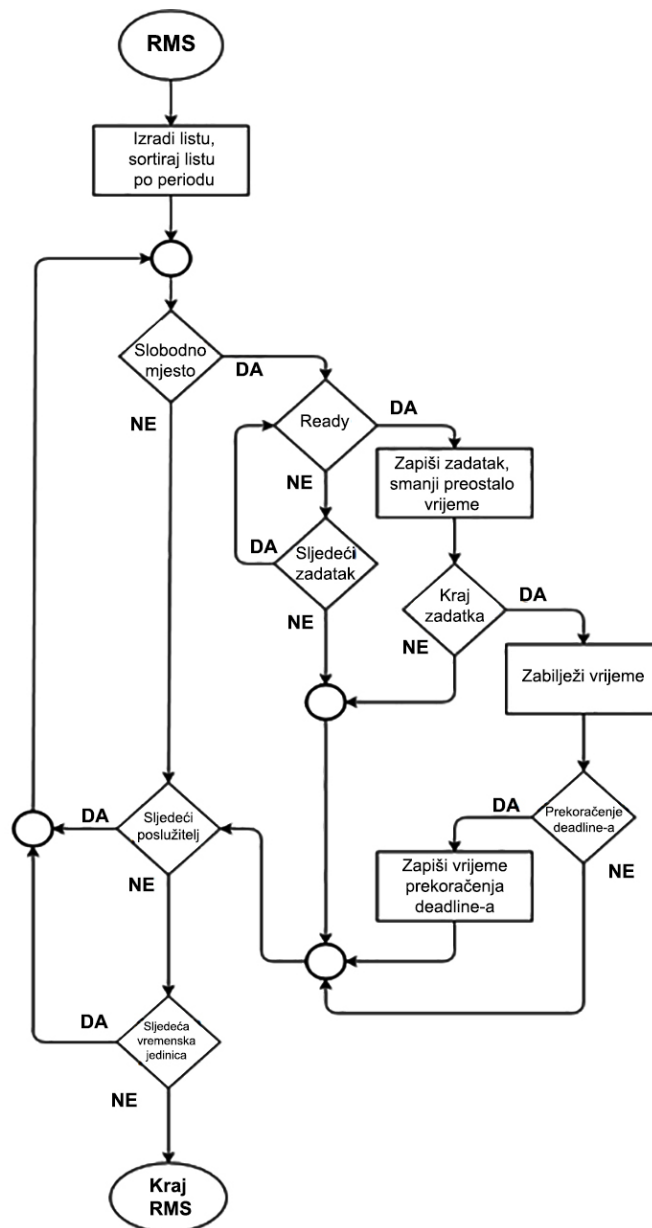 RMS
Izradi listu,
sortiraj listu
po periodu
Slobodno
mjesto
DA
NE
Ready
DA
NE
Zapiši zadatak,
smanji preostalo
vrijeme
Sljedeći
zadatak
DA
NE
Kraj
zadatka
DA
NE
Zabilježi vrijeme
Prekoračenje
deadline-a
DA
NE
Zapiši vrijeme
prekoračenja
deadline-a
Sljedeći
poslužitelj
DA
NE
Sljedeća
vremenska
jedinica
DA
NE
Kraj
RMS